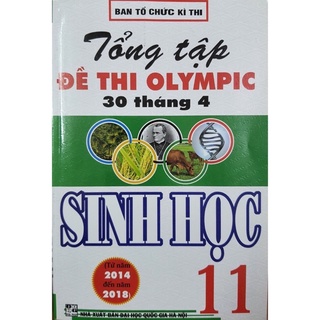 BAN TỔ CHỨC KÌ THI
Tổng tập
ĐỀ THI OLYMPIC
30 tháng 4
SINH HỌC
(Từ năm
2014
đến năm
2018)
11
NHÀ XUẤT BẢN ĐẠI HỌC QUỐC GIA HÀ NỘI